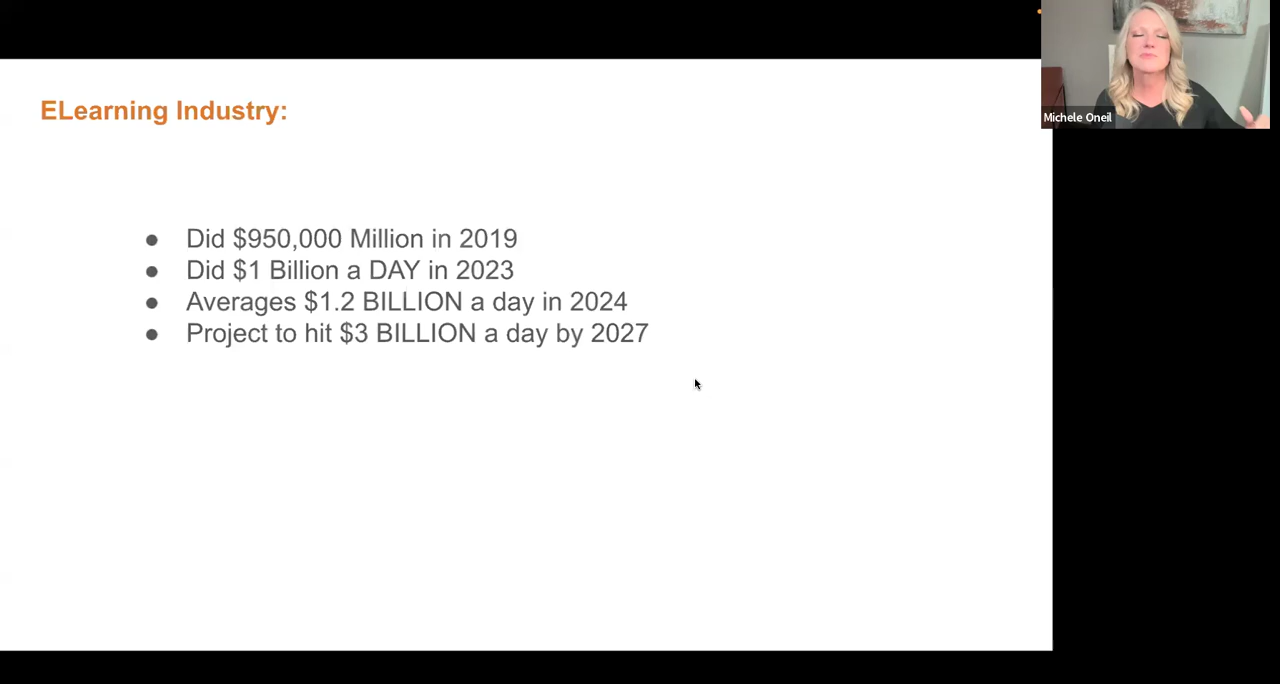 ELearning Industry:
● Did $950,000 Million in 2019
● Did $1 Billion a DAY in 2023
● Averages $1.2 BILLION a day in 2024
● Project to hit $3 BILLION a day by 2027
Michele Oneil